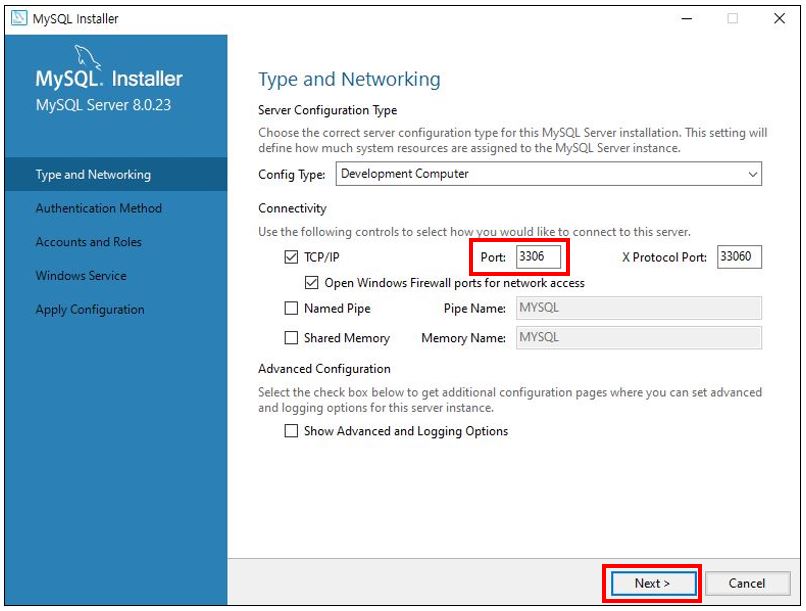 MySQL Installer
MySQL. Installer
MySQL Server 8.0.23
Type and Networking
Authentication Method
Accounts and Roles
Windows Service
Apply Configuration
Type and Networking
Server Configuration Type
Choose the correct server configuration type for this MySQL Server installation. This setting will
define how much system resources are assigned to the MySQL Server instance.
Config Type: Development Computer
Connectivity
Use the following controls to select how you would like to connect to this server.
TCP/IP Port: 3306 X Protocol Port: 33060
Open Windows Firewall ports for network access
Named Pipe Pipe Name: MYSQL
Shared Memory Memory Name: MYSQL
Advanced Configuration
Select the check box below to get additional configuration pages where you can set advanced
and logging options for this server instance.
Show Advanced and Logging Options
Next > Cancel